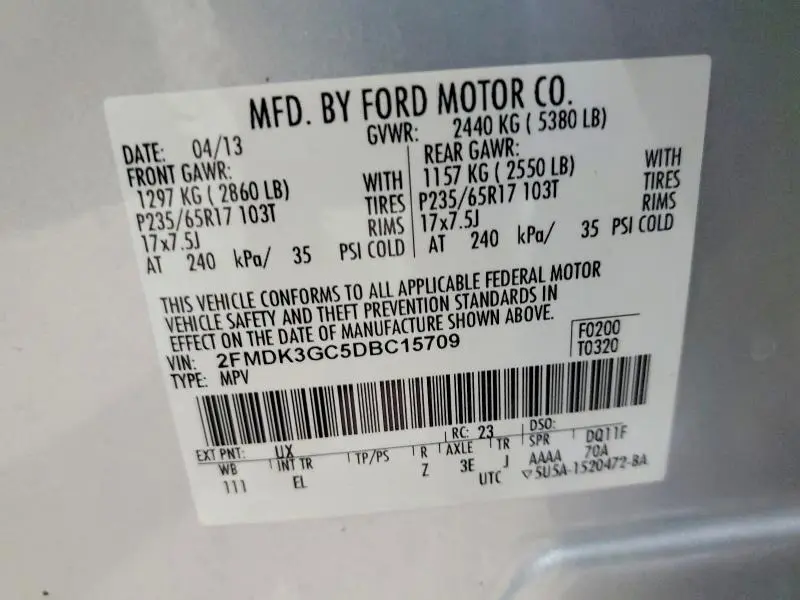 MFD. BY FORD MOTOR CO.
DATE: 04/13 GVWR: 2440 KG ( 5380 LB)
FRONT GAWR:
1297 KG ( 2860 LB) WITH
P235/65R17 103T TIRES
17x7.5J RIMS
AT 240 kPa/ 35 PSI COLD
REAR GAWR: WITH
1157 KG ( 2550 LB) TIRES
P235/65R17 103T RIMS
17x7.5J
AT 240 kPa/ 35 PSI COLD
THIS VEHICLE CONFORMS TO ALL APPLICABLE FEDERAL MOTOR
VEHICLE SAFETY AND THEFT PREVENTION STANDARDS IN
EFFECT ON THE DATE OF MANUFACTURE SHOWN ABOVE.
VIN: 2FMDK3GC5DBC15709 F0200
TYPE: MPV T0320
EXT PNT: UX RC: 23 DSO:
WB INT TR TP/PS R AXLE TR SPR DQ11F
111 EL Z 3E J AAAA 70A
UTC ▽5U5A-1520472-BA